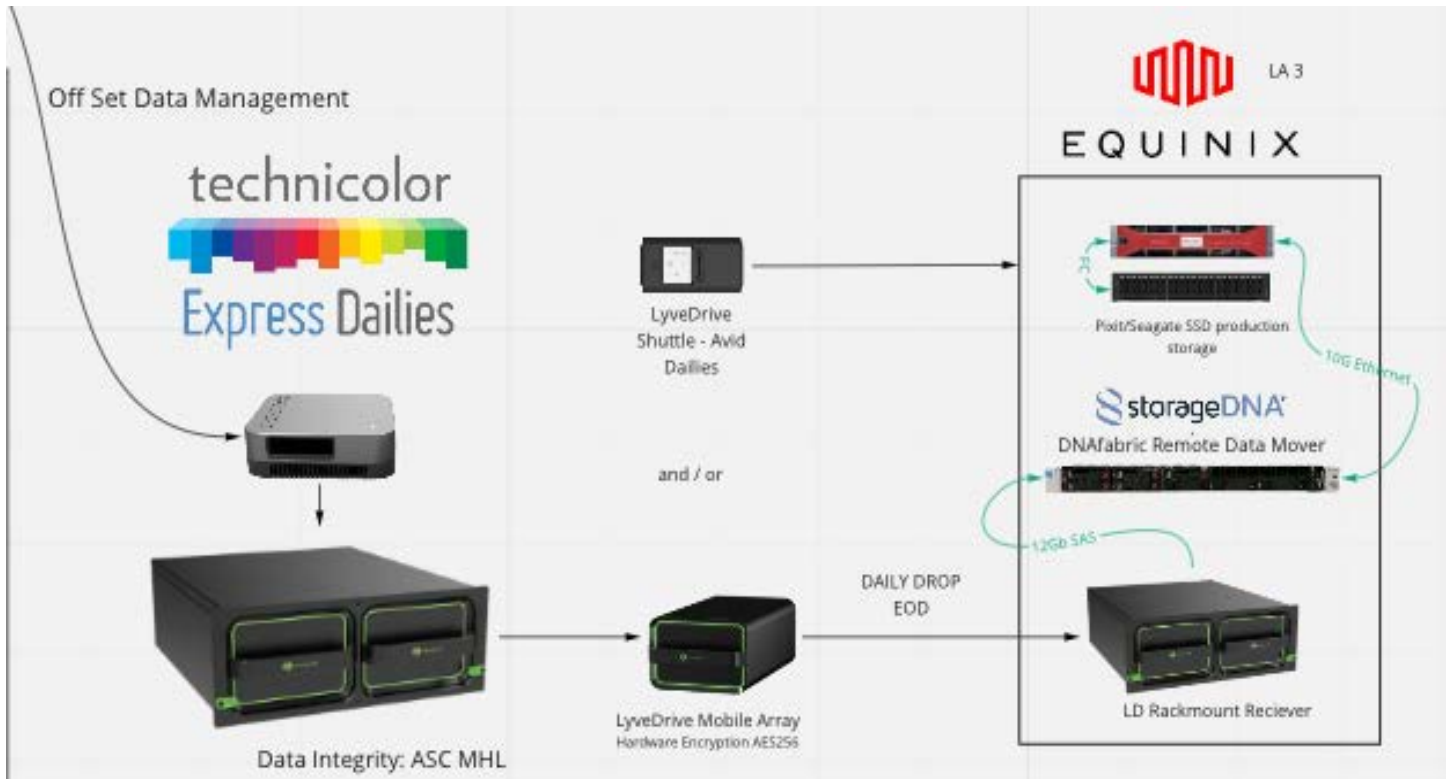 Off Set Data Management
technicolor
Express Dailies
Data Integrity: ASC MHL
LyveDrive
Shuttle - Avid
Dailies
and / or
LyveDrive Mobile Array
Hardware Encryption AES256
DAILY DROP
EOD
LA 3
EQUINIX
FC
Pixit/Seagate SSD production
storage
10G Ethernet
storageDNA
DNAfabric Remote Data Mover
12Gb SAS
LD Rackmount Reciever